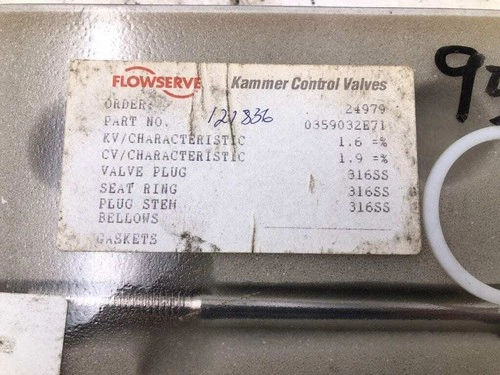 FLOWSERVE Kammer Control Valves
ORDER: 24979
PART NO. 121836 0359032E71
KV/CHARACTERISTIC 1.6 =%
CV/CHARACTERISTIC 1.9 =%
VALVE PLUG 316SS
SEAT RING 316SS
PLUG STEM 316SS
BELLOWS
GASKETS